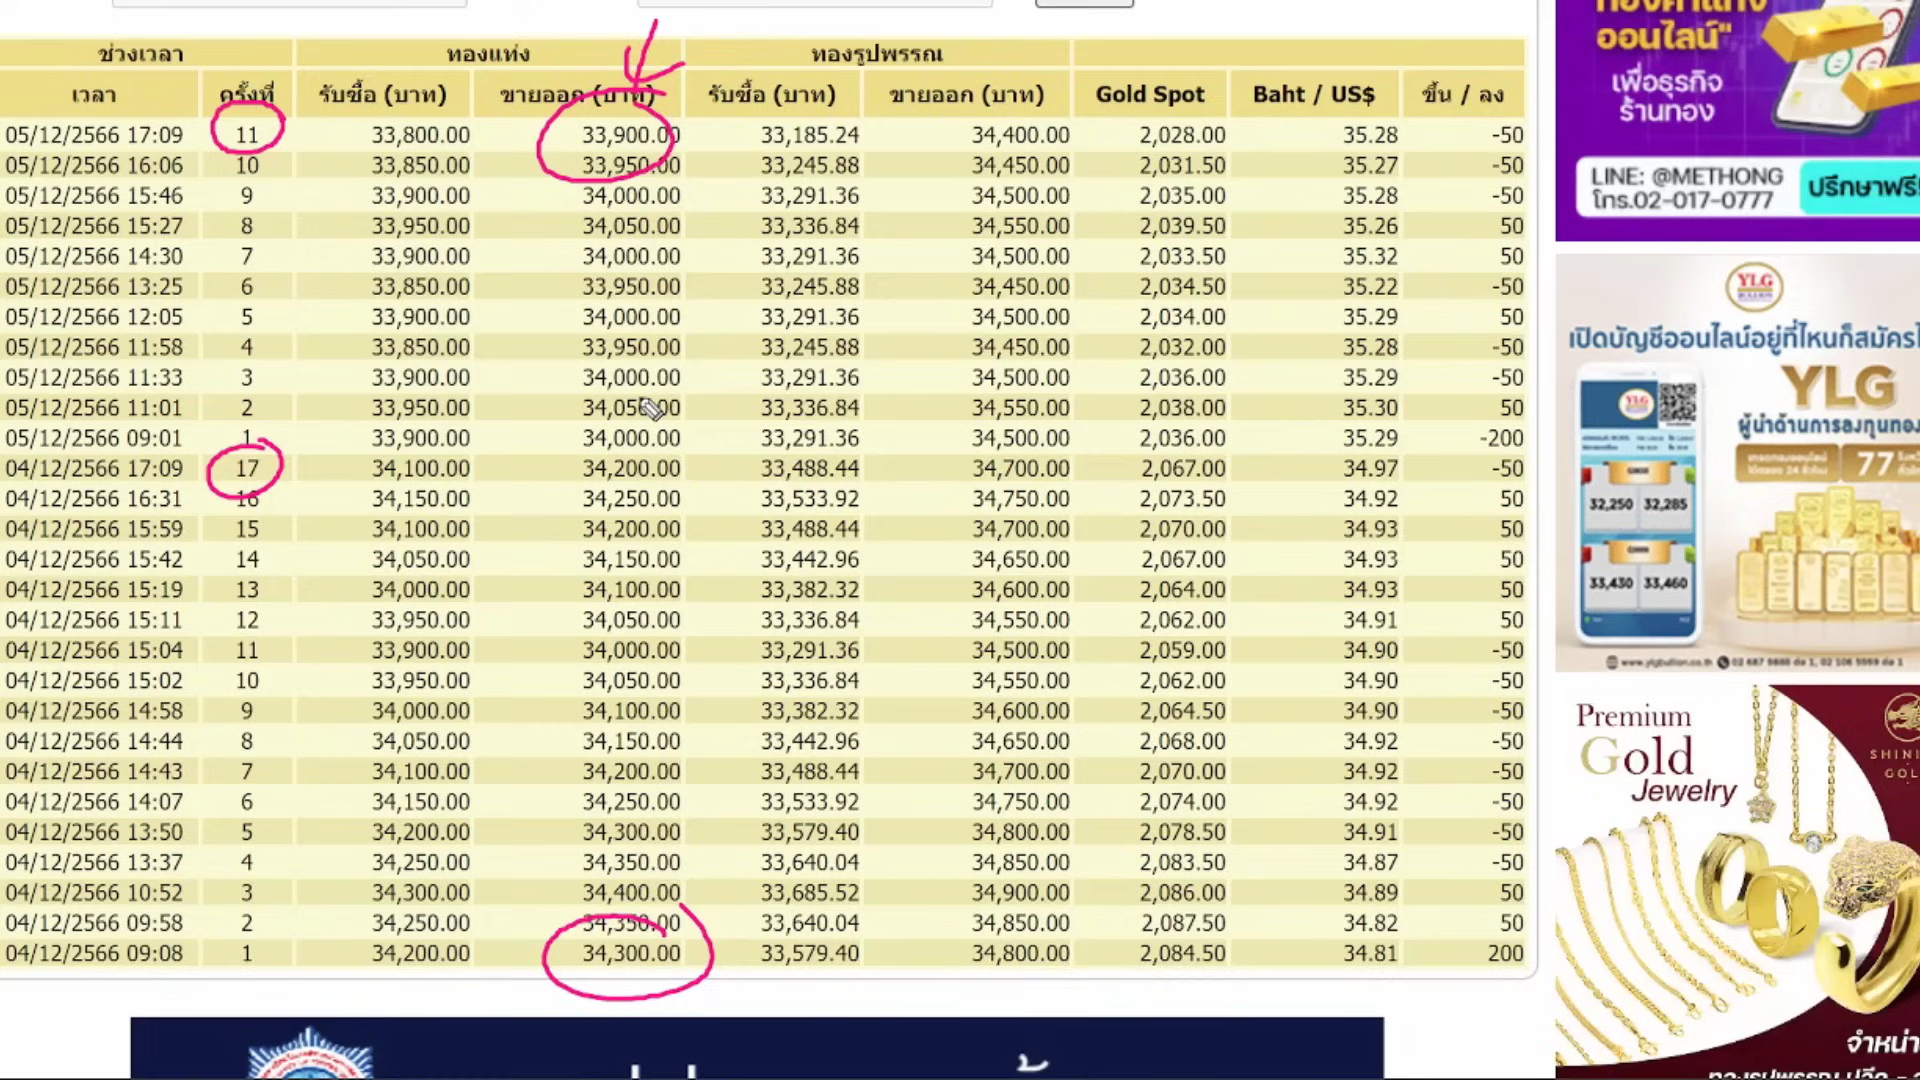 ช่วงเวลา ทองแท่ง ทองรูปพรรณ
เวลา ครั้งที่ รับซื้อ (บาท) ขายออก (บาท) รับซื้อ (บาท) ขายออก (บาท) Gold Spot Baht / US$ ขึ้น / ลง
05/12/2566 17:09 11 33,800.00 33,900.00 33,185.24 34,400.00 2,028.00 35.28 -50
05/12/2566 16:06 10 33,850.00 33,950.00 33,245.88 34,450.00 2,031.50 35.27 -50
05/12/2566 15:46 9 33,900.00 34,000.00 33,291.36 34,500.00 2,035.00 35.28 -50
05/12/2566 15:27 8 33,950.00 34,050.00 33,336.84 34,550.00 2,039.50 35.26 50
05/12/2566 14:30 7 33,900.00 34,000.00 33,291.36 34,500.00 2,033.50 35.32 50
05/12/2566 13:25 6 33,850.00 33,950.00 33,245.88 34,450.00 2,034.50 35.22 -50
05/12/2566 12:05 5 33,900.00 34,000.00 33,291.36 34,500.00 2,034.00 35.29 50
05/12/2566 11:58 4 33,850.00 33,950.00 33,245.88 34,450.00 2,032.00 35.28 -50
05/12/2566 11:33 3 33,900.00 34,000.00 33,291.36 34,500.00 2,036.00 35.29 -50
05/12/2566 11:01 2 33,950.00 34,050.00 33,336.84 34,550.00 2,038.00 35.30 50
05/12/2566 09:01 1 33,900.00 34,000.00 33,291.36 34,500.00 2,036.00 35.29 -200
04/12/2566 17:09 17 34,100.00 34,200.00 33,488.44 34,700.00 2,067.00 34.97 -50
04/12/2566 16:31 16 34,150.00 34,250.00 33,533.92 34,750.00 2,073.50 34.92 50
04/12/2566 15:59 15 34,100.00 34,200.00 33,488.44 34,700.00 2,070.00 34.93 50
04/12/2566 15:42 14 34,050.00 34,150.00 33,442.96 34,650.00 2,067.00 34.93 50
04/12/2566 15:19 13 34,000.00 34,100.00 33,382.32 34,600.00 2,064.00 34.93 50
04/12/2566 15:11 12 33,950.00 34,050.00 33,336.84 34,550.00 2,062.00 34.91 50
04/12/2566 15:04 11 33,900.00 34,000.00 33,291.36 34,500.00 2,059.00 34.90 -50
04/12/2566 15:02 10 33,950.00 34,050.00 33,336.84 34,550.00 2,062.00 34.90 -50
04/12/2566 14:58 9 34,000.00 34,100.00 33,382.32 34,600.00 2,064.50 34.90 -50
04/12/2566 14:44 8 34,050.00 34,150.00 33,442.96 34,650.00 2,068.00 34.92 -50
04/12/2566 14:43 7 34,100.00 34,200.00 33,488.44 34,700.00 2,070.00 34.92 -50
04/12/2566 14:07 6 34,150.00 34,250.00 33,533.92 34,750.00 2,074.00 34.92 -50
04/12/2566 13:50 5 34,200.00 34,300.00 33,579.40 34,800.00 2,078.50 34.91 -50
04/12/2566 13:37 4 34,250.00 34,350.00 33,640.04 34,850.00 2,083.50 34.87 -50
04/12/2566 10:52 3 34,300.00 34,400.00 33,685.52 34,900.00 2,086.00 34.89 50
04/12/2566 09:58 2 34,250.00 34,350.00 33,640.04 34,850.00 2,087.50 34.82 50
04/12/2566 09:08 1 34,200.00 34,300.00 33,579.40 34,800.00 2,084.50 34.81 200
ออนไลน์"
เพื่อธุรกิจ
ร้านทอง
LINE: @METHONG
โทร.02-017-0777
ปรึกษาฟรี!
YLG
เปิดบัญชีออนไลน์อยู่ที่ไหนก็สมัครไ
YLG
ผู้นำด้านการลงทุนทอง
77
32,250 32,285
33,430 33,460
www.ylgbullion.co.th
Premium
Gold
Jewelry
SHINI
GOL
จำหน่า